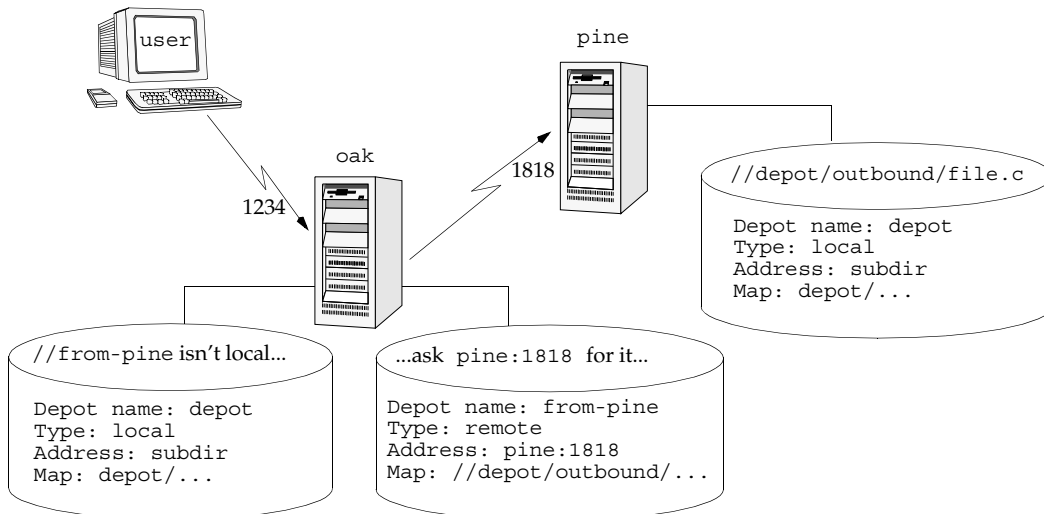 user
pine
oak
1818
1234
//depot/outbound/file.c
Depot name: depot
Type: local
Address: subdir
Map: depot/...
//from-pine isn't local...
Depot name: depot
Type: local
Address: subdir
Map: depot/...
...ask pine:1818 for it...
Depot name: from-pine
Type: remote
Address: pine:1818
Map: //depot/outbound/...